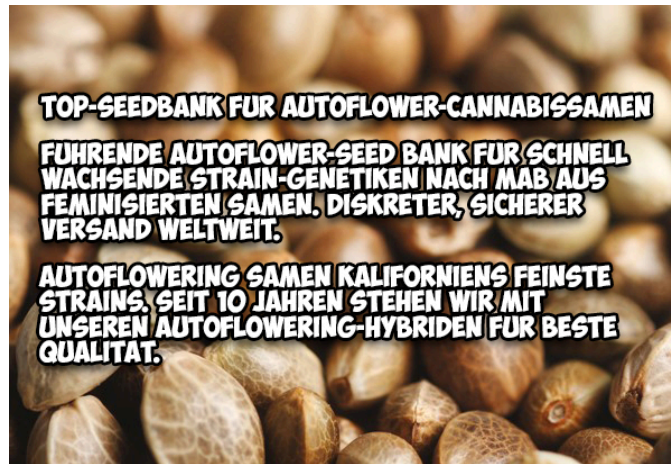 TOP-SEEDBANK FUR AUTOFLOWER-CANNABISSAMEN
FUHRENDE AUTOFLOWER-SEED BANK FUR SCHNELL
WACHSENDE STRAIN-GENETIKEN NACH MAB AUS
FEMINISIERTEN SAMEN. DISKRETER, SICHERER
VERSAND WELTWEIT.
AUTOFLOWERING SAMEN KALIFORNIENS FEINSTE
STRAINS. SEIT 10 JAHREN STEHEN WIR MIT
UNSEREN AUTOFLOWERING-HYBRIDEN FUR BESTE
QUALITAT.